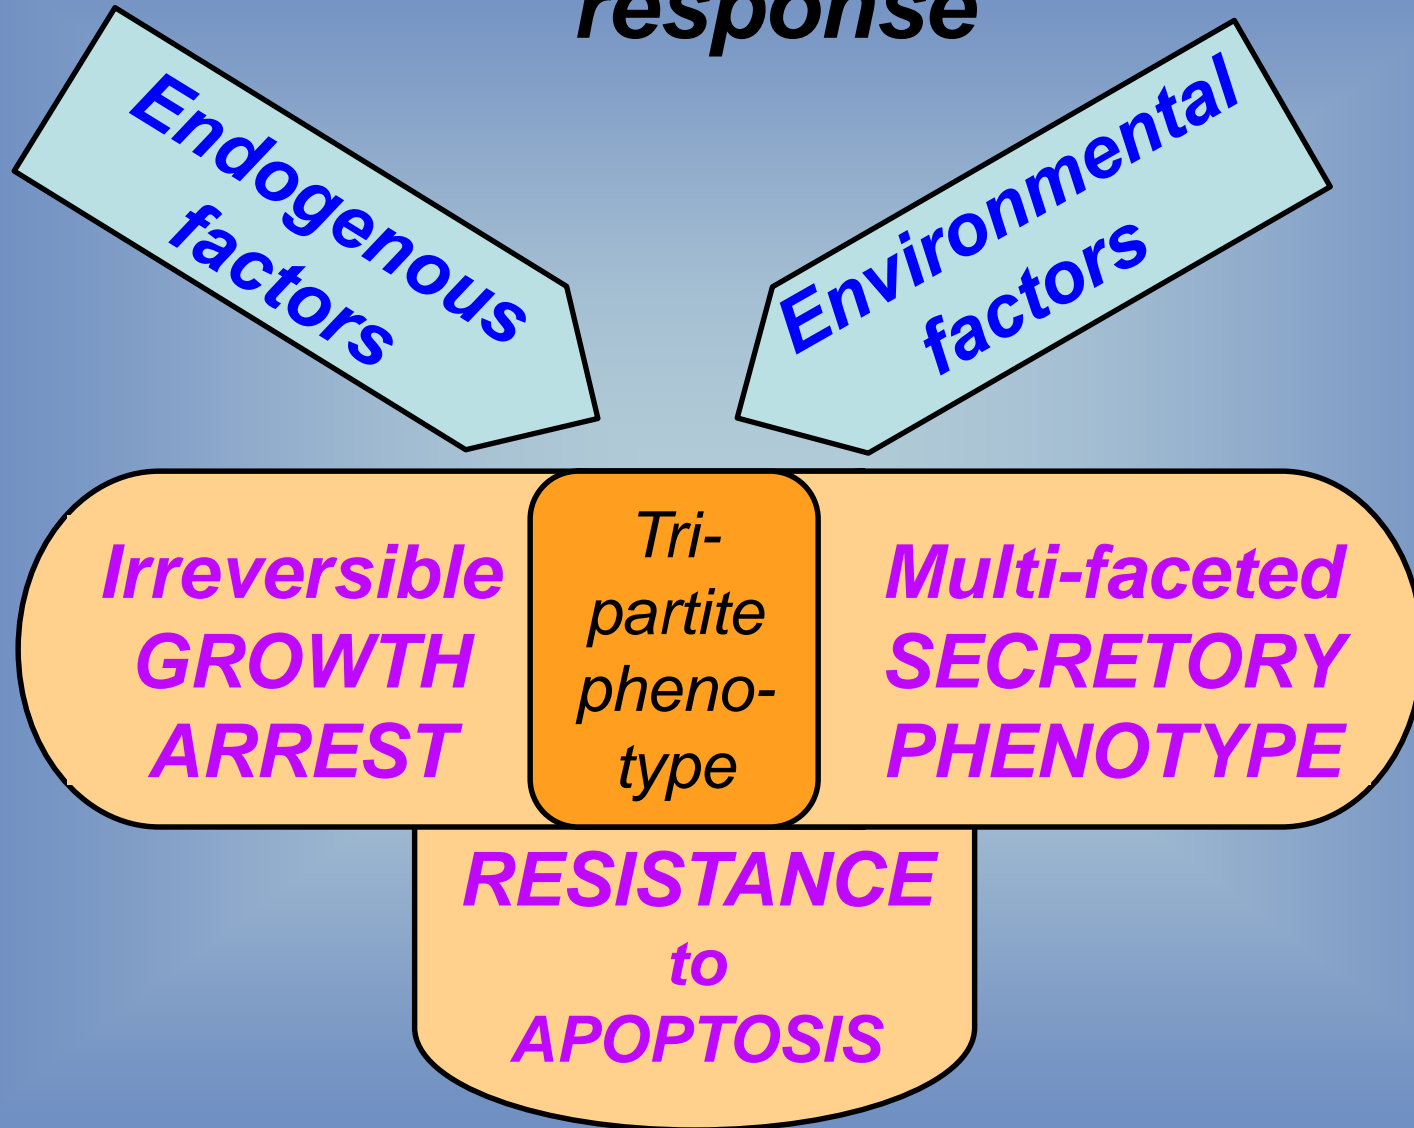 response
Endogenous
factors
Environmental
factors
Irreversible
GROWTH
ARREST
Tri-
partite
pheno-
type
Multi-faceted
SECRETORY
PHENOTYPE
RESISTANCE
to
APOPTOSIS